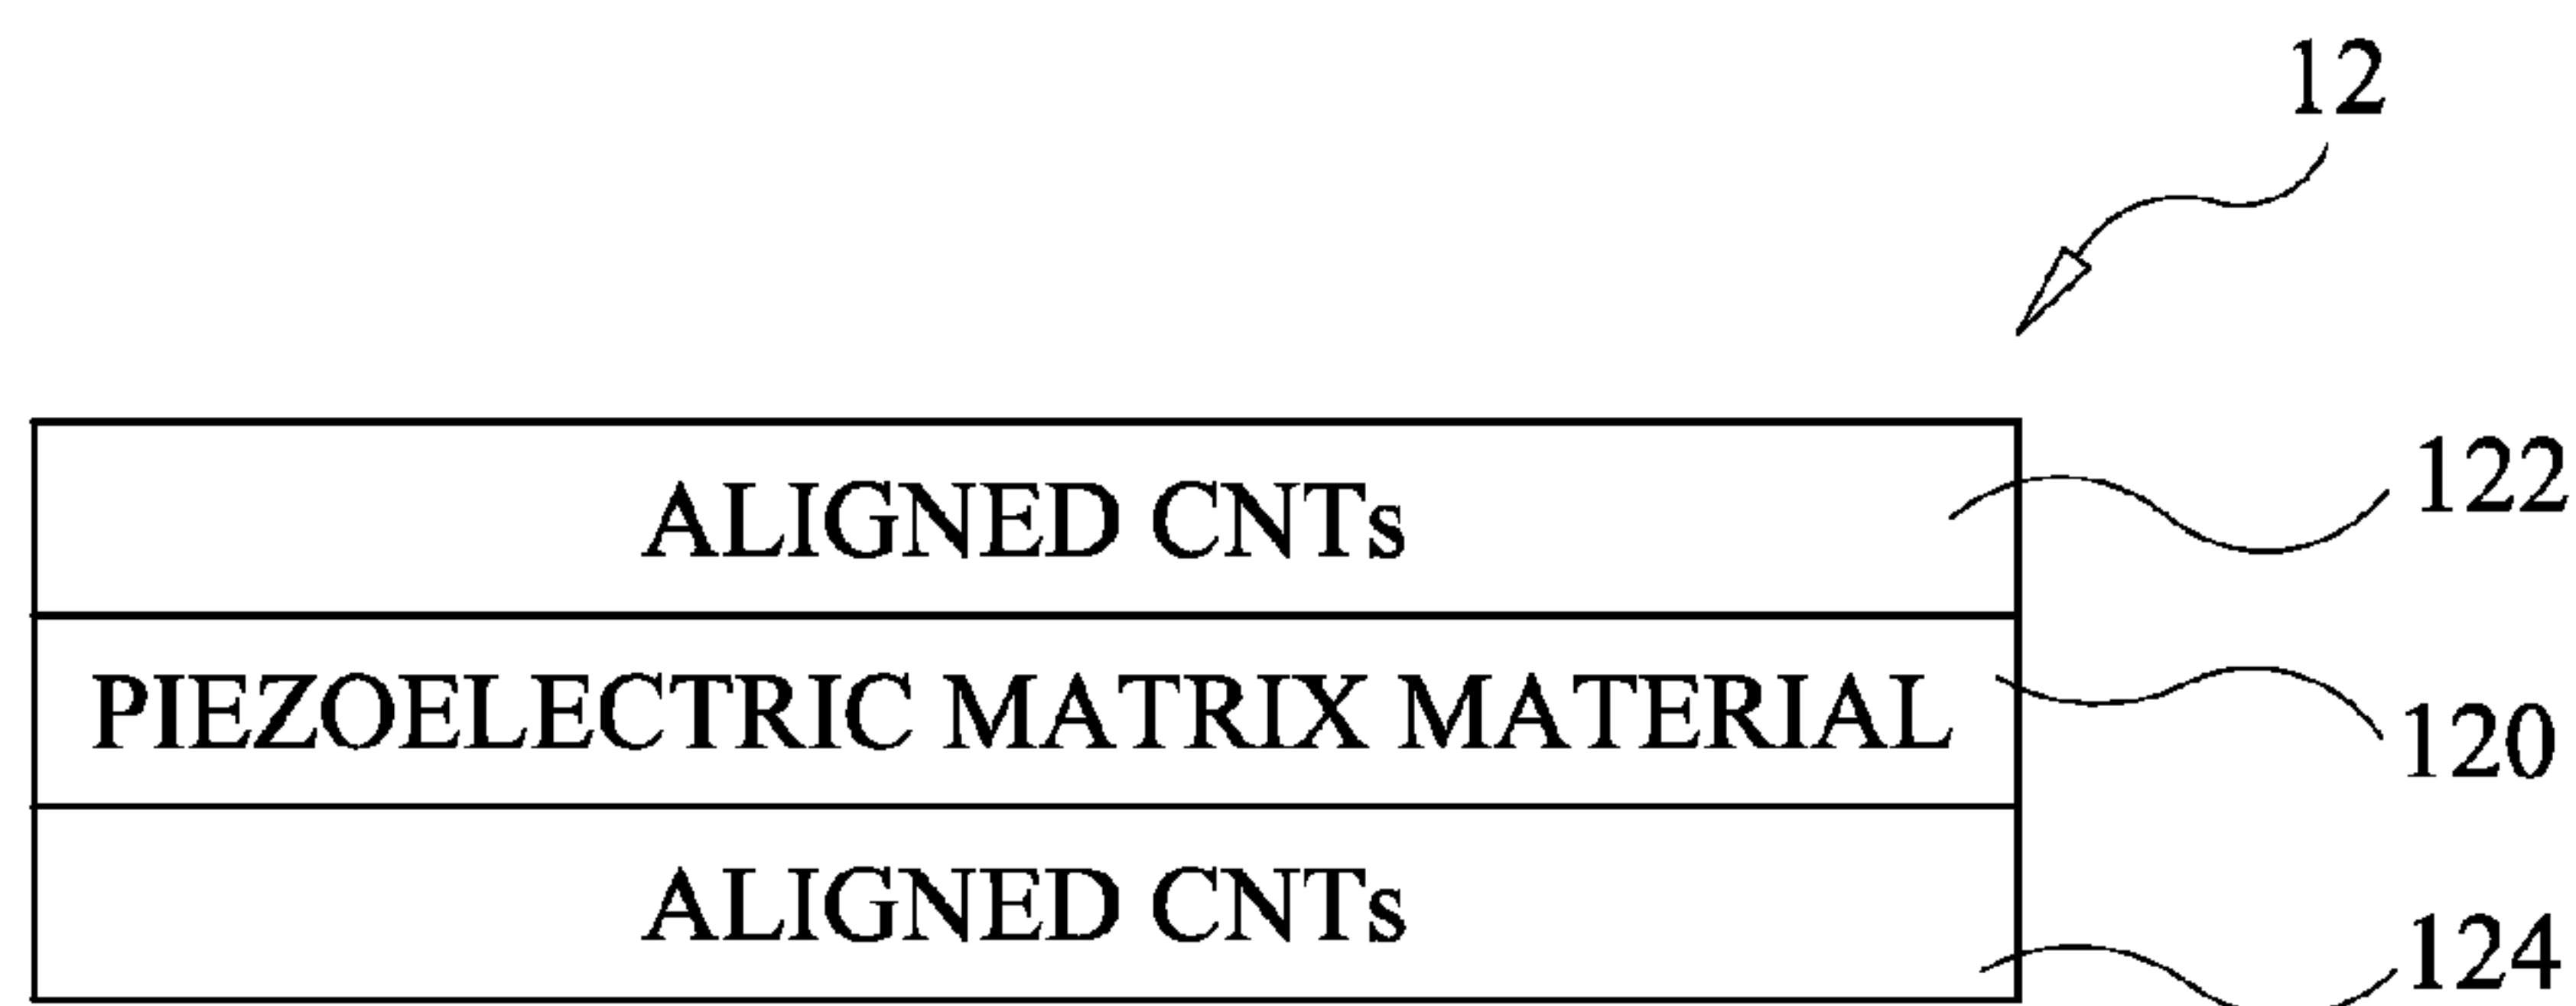 12
ALIGNED CNTs
122
PIEZOELECTRIC MATRIX MATERIAL
120
ALIGNED CNTs
124